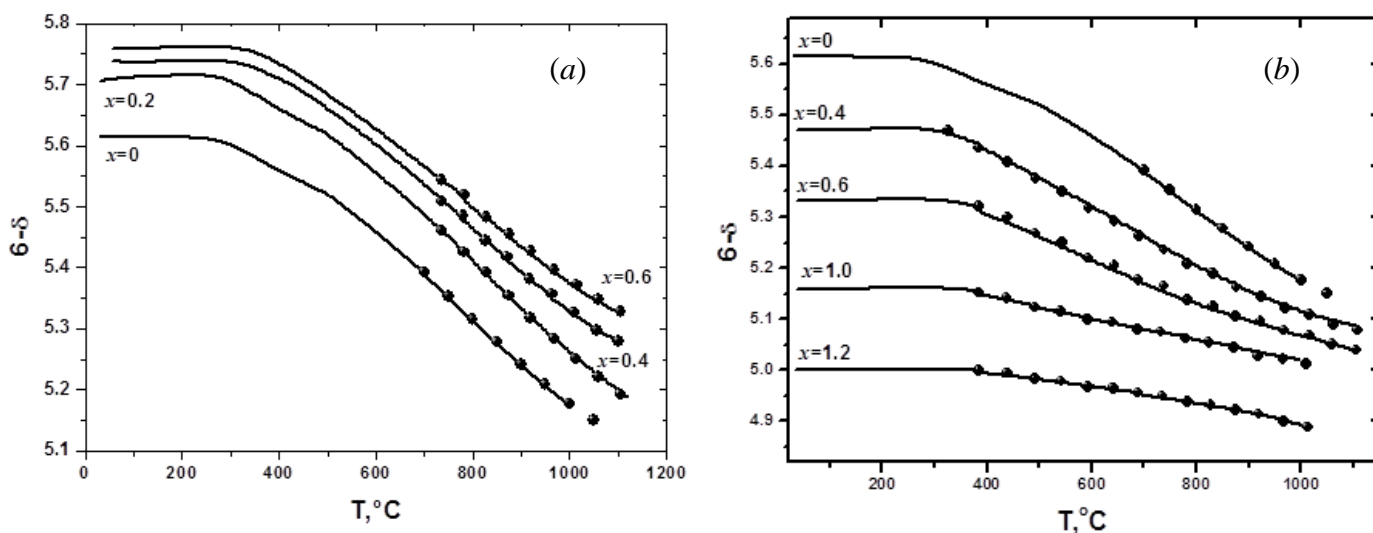 (a)
5.8
5.7
5.6
5.5
5.4
5.3
5.2
5.1
6-δ
x=0.2
x=0
x=0.6
x=0.4
0 200 400 600 800 1000 1200
T,°C
(b)
5.6
5.5
5.4
5.3
5.2
5.1
5.0
4.9
6-δ
x=0
x=0.4
x=0.6
x=1.0
x=1.2
200 400 600 800 1000
T,°C